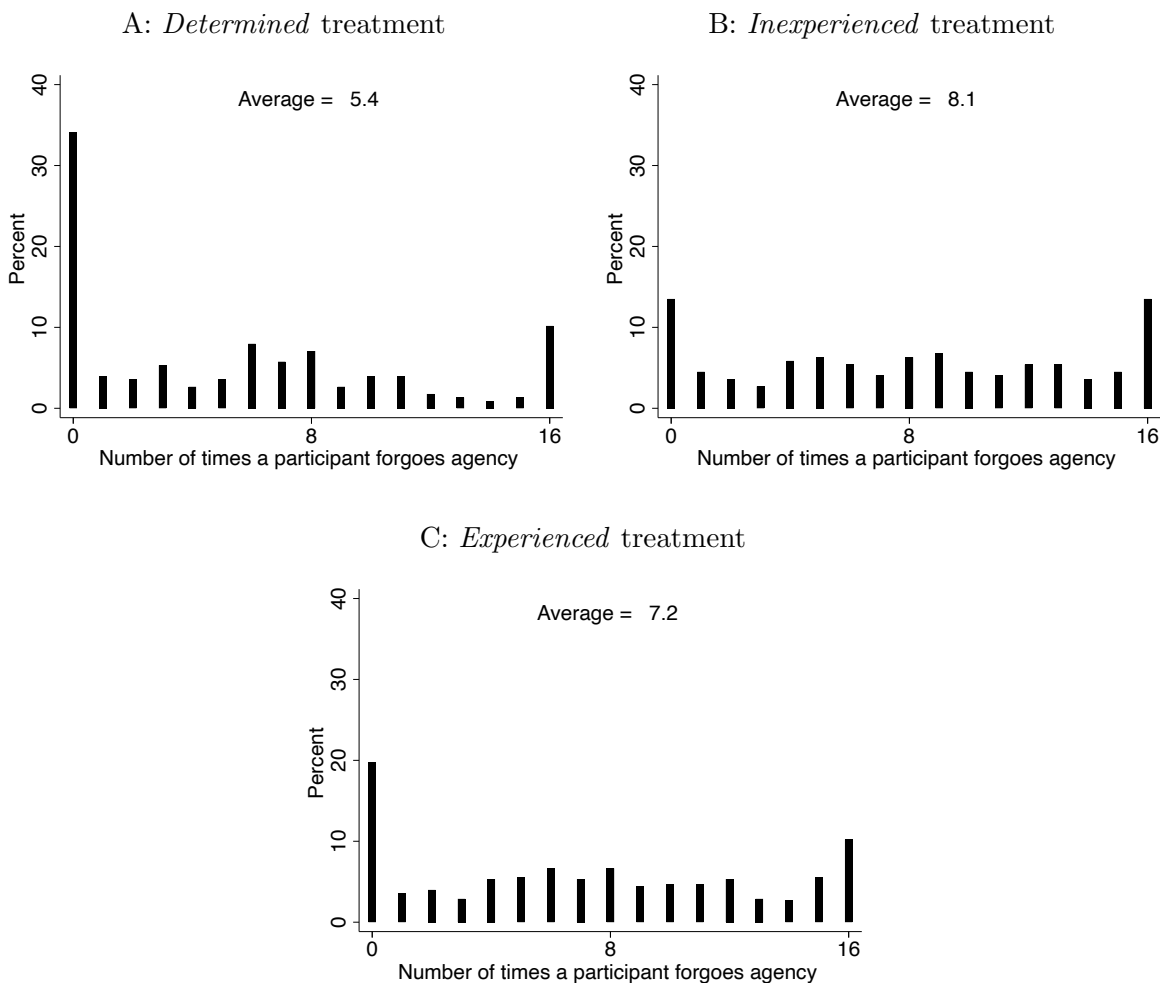 A: Determined treatment
Average = 5.4
Percent
0 10 20 30 40
0 8 16
Number of times a participant forgoes agency
B: Inexperienced treatment
Average = 8.1
Percent
0 10 20 30 40
0 8 16
Number of times a participant forgoes agency
C: Experienced treatment
Average = 7.2
Percent
0 10 20 30 40
0 8 16
Number of times a participant forgoes agency